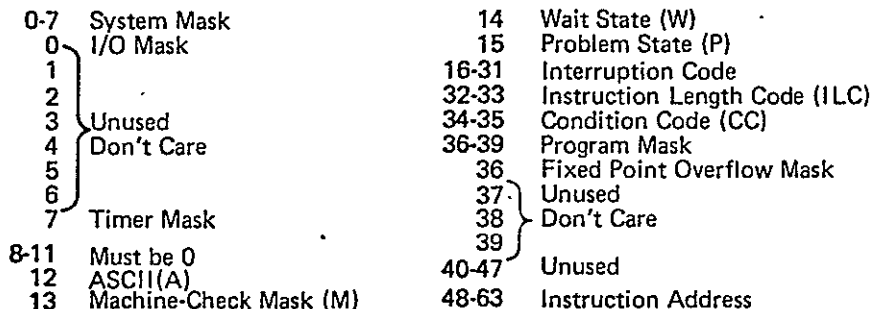 0-7 System Mask
0 I/O Mask
1
2
3 Unused
4 Don't Care
5
6
7 Timer Mask
8-11 Must be 0
12 ASCII(A)
13 Machine-Check Mask (M)
14 Wait State (W)
15 Problem State (P)
16-31 Interruption Code
32-33 Instruction Length Code (ILC)
34-35 Condition Code (CC)
36-39 Program Mask
36 Fixed Point Overflow Mask
37 Unused
38 Don't Care
39
40-47 Unused
48-63 Instruction Address